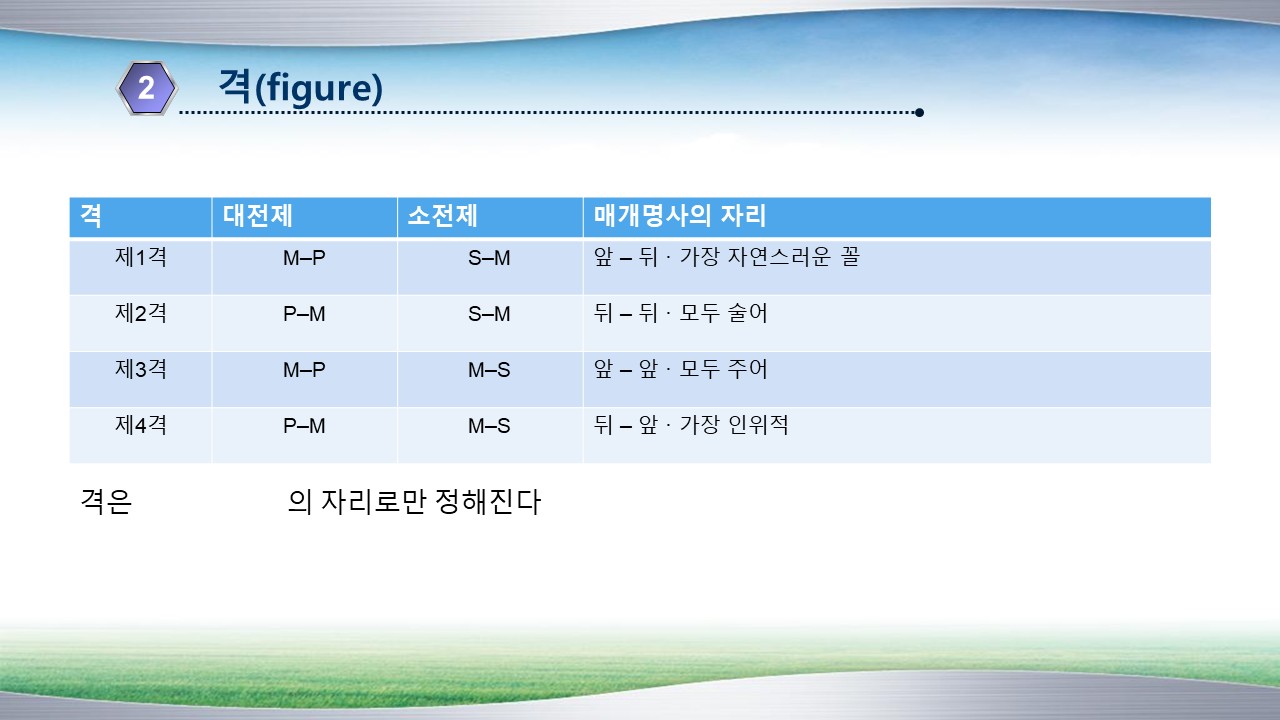 2
격(figure)
격 대전제 소전제 매개명사의 자리
제1격 M–P S–M 앞 – 뒤 · 가장 자연스러운 꼴
제2격 P–M S–M 뒤 – 뒤 · 모두 술어
제3격 M–P M–S 앞 – 앞 · 모두 주어
제4격 P–M M–S 뒤 – 앞 · 가장 인위적
격은 의 자리로만 정해진다